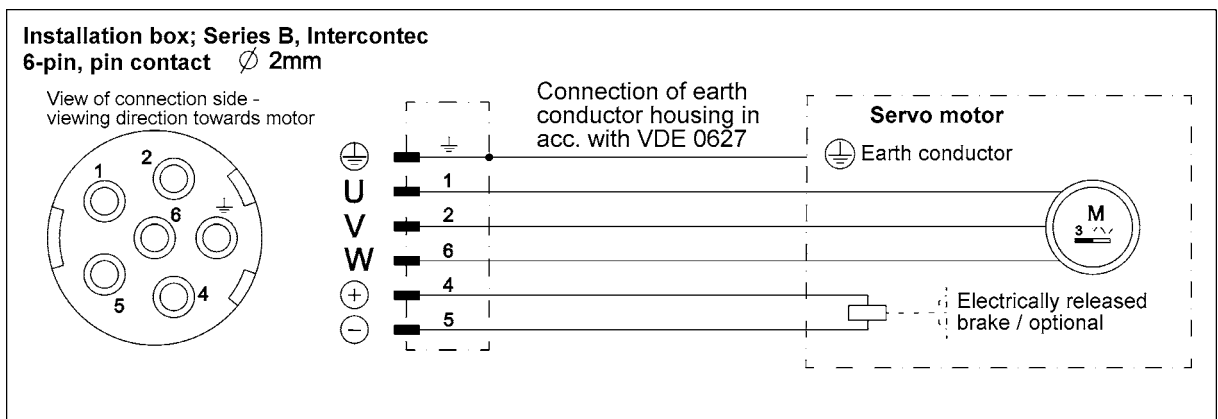 Installation box; Series B, Intercontec
6-pin, pin contact ∅ 2mm
View of connection side -
viewing direction towards motor
1
2
6
5
4
Connection of earth
conductor housing in
acc. with VDE 0627
U 1
V 2
W 6
+ 4
- 5
Servo motor
Earth conductor
M
3
Electrically released
brake / optional